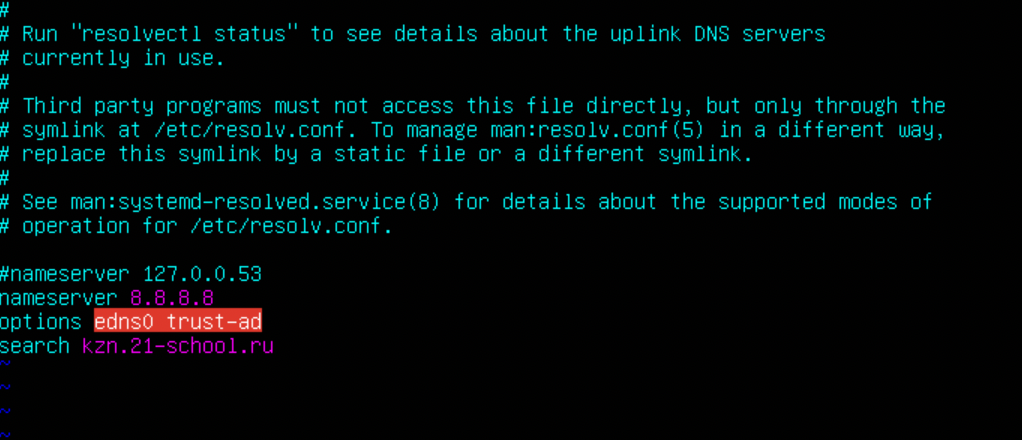 #
# Run "resolvectl status" to see details about the uplink DNS servers
# currently in use.
#
# Third party programs must not access this file directly, but only through the
# symlink at /etc/resolv.conf. To manage man:resolv.conf(5) in a different way,
# replace this symlink by a static file or a different symlink.
#
# See man:systemd-resolved.service(8) for details about the supported modes of
# operation for /etc/resolv.conf.

#nameserver 127.0.0.53
nameserver 8.8.8.8
options edns0 trust-ad
search kzn.21-school.ru
~
~
~
~